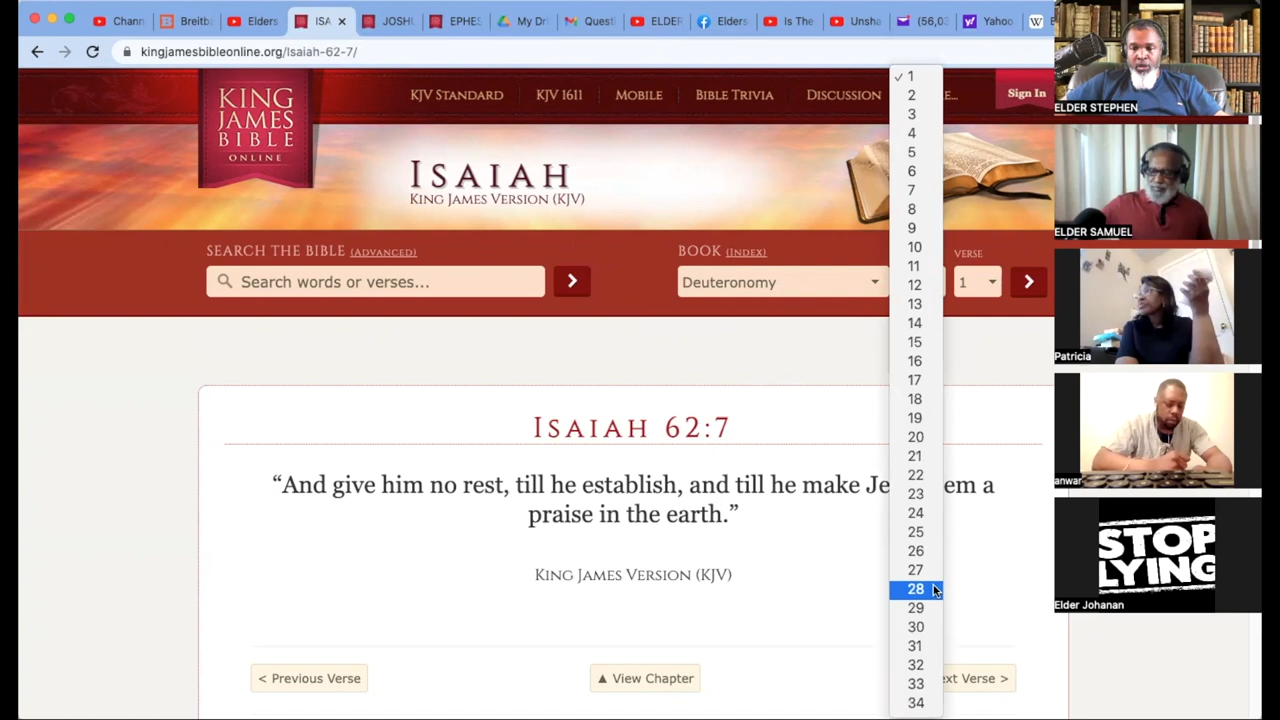 Chann
Breitba
Elders
ISA
JOSHU
EPHES
My Dri
Questi
ELDER
Elders
Is The
Unsha
(56,03
Yahoo
kingjamesbibleonline.org/Isaiah-62-7/
KING
JAMES
BIBLE
ONLINE
KJV STANDARD
KJV 1611
MOBILE
BIBLE TRIVIA
DISCUSSION
E...
Sign In
ISAIAH
KING JAMES VERSION (KJV)
SEARCH THE BIBLE (ADVANCED)
Search words or verses...
BOOK (INDEX)
Deuteronomy
VERSE
1
✓ 1
2
3
4
5
6
7
8
9
10
11
12
13
14
15
16
17
18
19
20
21
22
23
24
25
26
27
28
29
30
31
32
33
34
ISAIAH 62:7
“And give him no rest, till he establish, and till he make Je em a
praise in the earth.”
KING JAMES VERSION (KJV)
< Previous Verse
▲ View Chapter
ext Verse >
ELDER STEPHEN
ELDER SAMUEL
Patricia
anwar
STOP
LYING
Elder Johanan